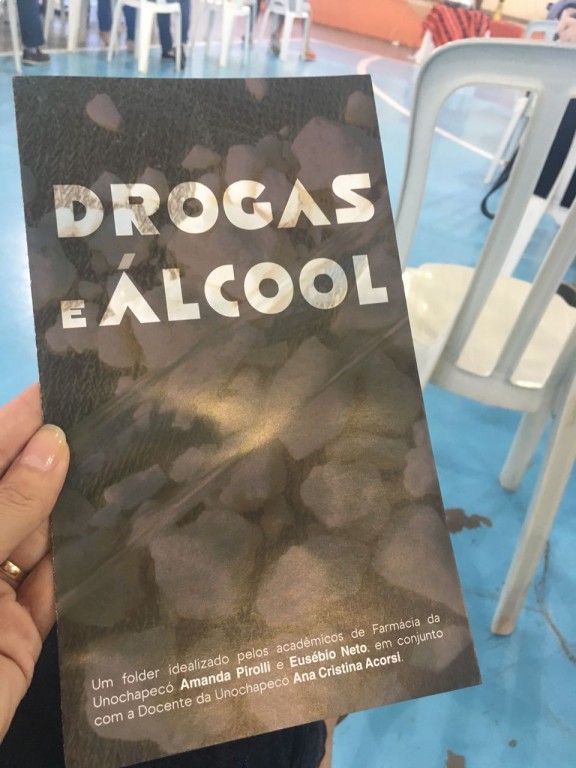 DROGAS
E ÁLCOOL
Um folder idealizado pelos acadêmicos de Farmácia da
Unochapecó Amanda Pirolli e Eusébio Neto, em conjunto
com a Docente da Unochapecó Ana Cristina Acorsi.